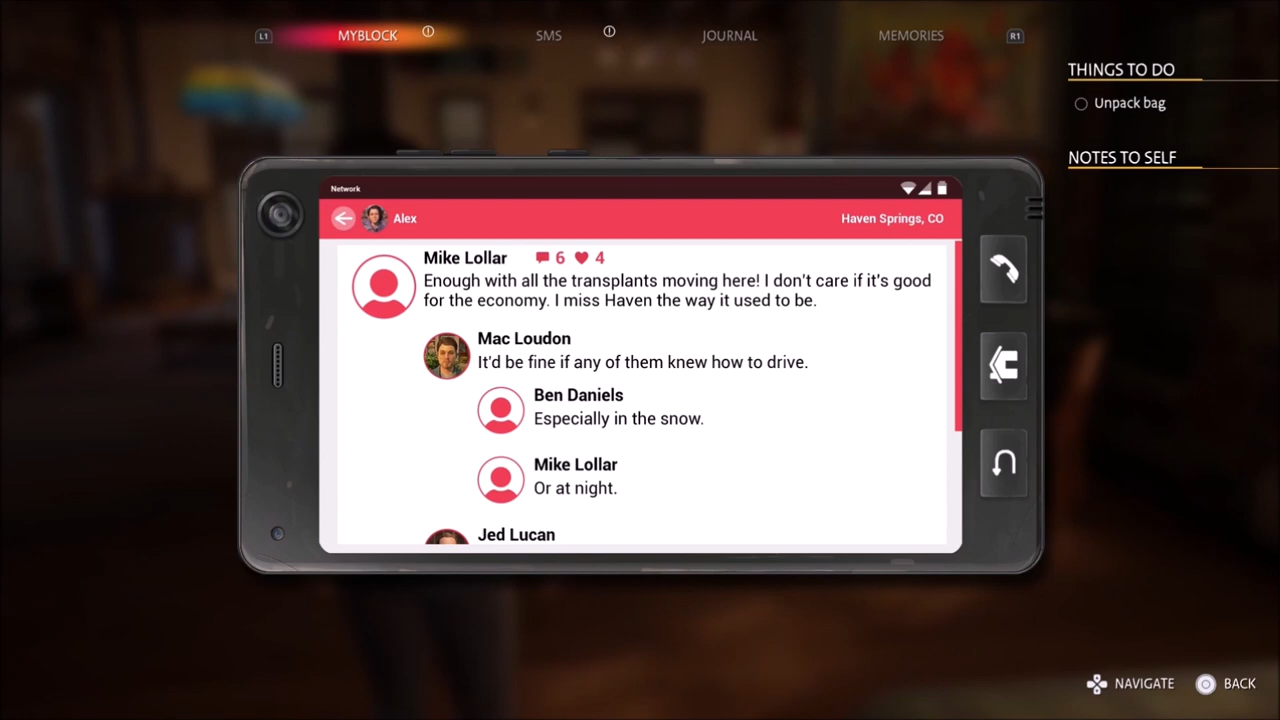 L1
MYBLOCK
SMS
JOURNAL
MEMORIES
R1
THINGS TO DO
Unpack bag
NOTES TO SELF
Network
Alex
Haven Springs, CO
Mike Lollar 6 4
Enough with all the transplants moving here! I don't care if it's good
for the economy. I miss Haven the way it used to be.
Mac Loudon
It'd be fine if any of them knew how to drive.
Ben Daniels
Especially in the snow.
Mike Lollar
Or at night.
Jed Lucan
NAVIGATE
BACK